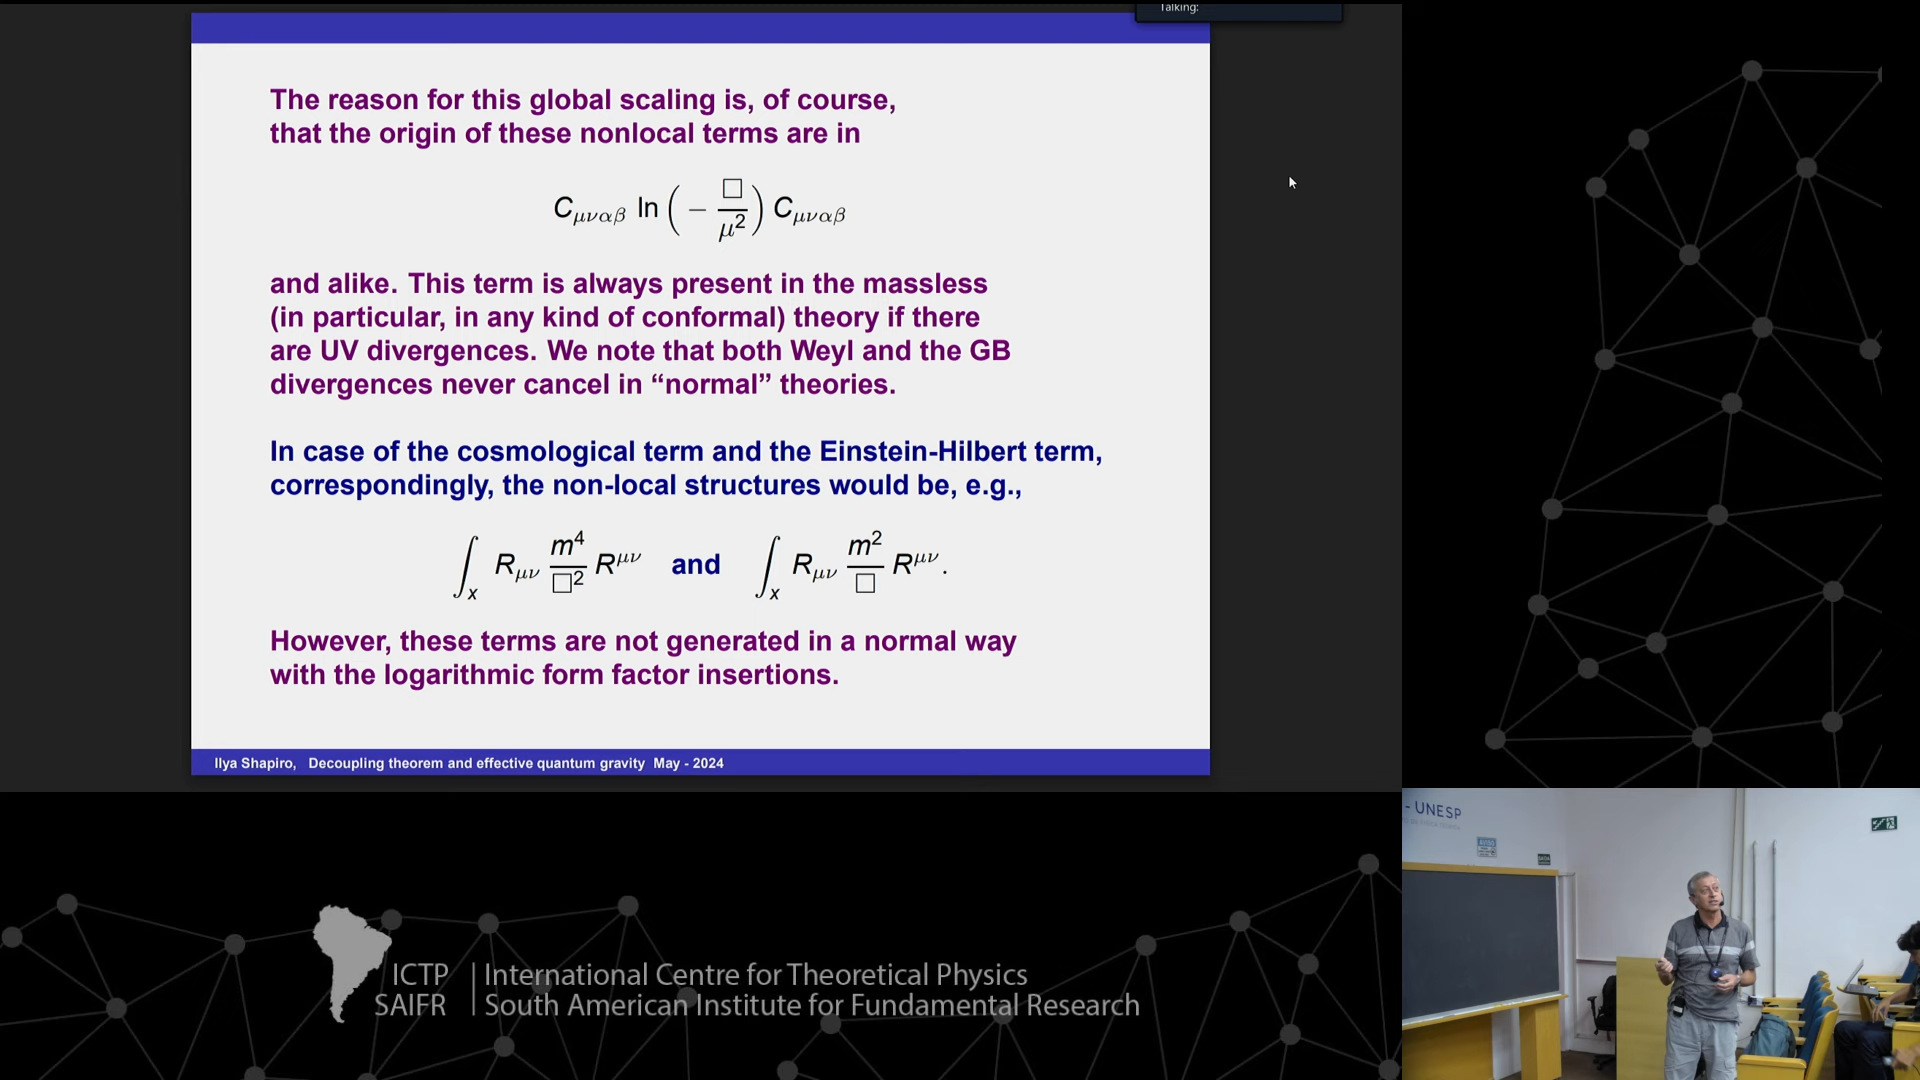 Talking:
The reason for this global scaling is, of course,
that the origin of these nonlocal terms are in
C_{μναβ} ln ( − □/μ² ) C_{μναβ}
and alike. This term is always present in the massless
(in particular, in any kind of conformal) theory if there
are UV divergences. We note that both Weyl and the GB
divergences never cancel in “normal” theories.
In case of the cosmological term and the Einstein-Hilbert term,
correspondingly, the non-local structures would be, e.g.,
∫_x R_{μν} m⁴/□² R^{μν} and ∫_x R_{μν} m²/□ R^{μν}.
However, these terms are not generated in a normal way
with the logarithmic form factor insertions.
Ilya Shapiro, Decoupling theorem and effective quantum gravity May - 2024
- UNESP
ICTP | International Centre for Theoretical Physics
SAIFR | South American Institute for Fundamental Research